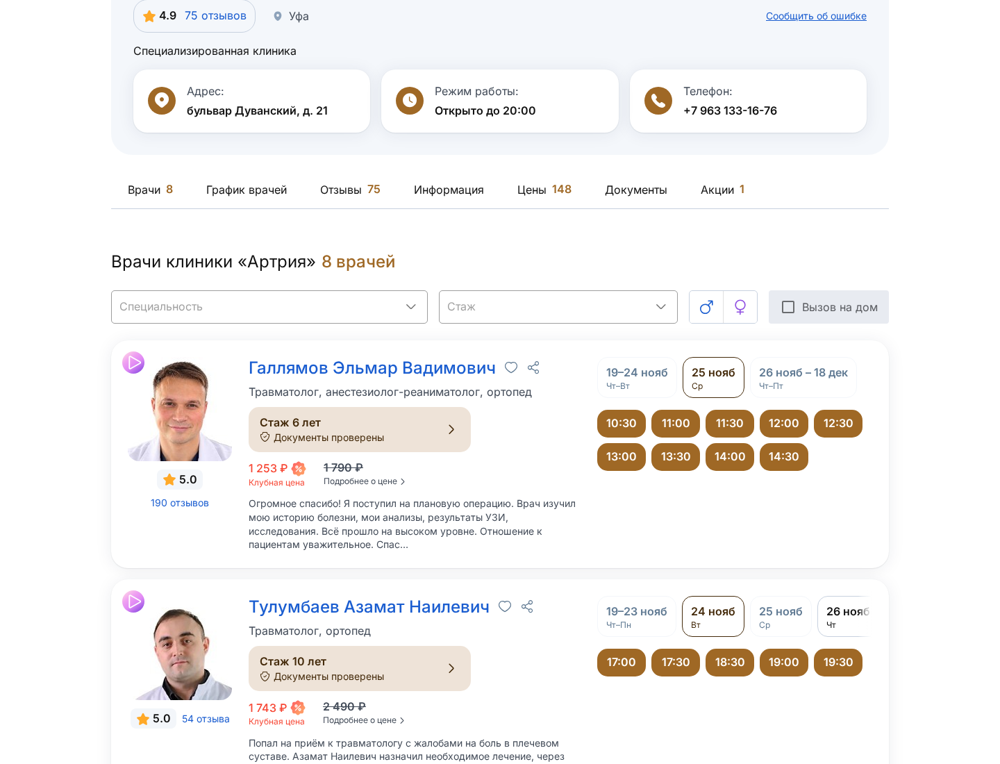 4.9 75 отзывов
Уфа
Сообщить об ошибке
Специализированная клиника
Адрес:
бульвар Дуванский, д. 21
Режим работы:
Открыто до 20:00
Телефон:
+7 963 133-16-76
Врачи 8 График врачей Отзывы 75 Информация Цены 148 Документы Акции 1
Врачи клиники «Артрия» 8 врачей
Специальность
Стаж
Вызов на дом
Галлямов Эльмар Вадимович
Травматолог, анестезиолог-реаниматолог, ортопед
Стаж 6 лет
Документы проверены
1 253 ₽
Клубная цена
1 790 ₽
Подробнее о цене
5.0
190 отзывов
Огромное спасибо! Я поступил на плановую операцию. Врач изучил
мою историю болезни, мои анализы, результаты УЗИ,
исследования. Всё прошло на высоком уровне. Отношение к
пациентам уважительное. Спас...
19–24 нояб
Чт–Вт
25 нояб
Ср
26 нояб – 18 дек
Чт–Пт
10:30 11:00 11:30 12:00 12:30
13:00 13:30 14:00 14:30
Тулумбаев Азамат Наилевич
Травматолог, ортопед
Стаж 10 лет
Документы проверены
1 743 ₽
Клубная цена
2 490 ₽
Подробнее о цене
5.0 54 отзыва
Попал на приём к травматологу с жалобами на боль в плечевом
суставе. Азамат Наилевич назначил необходимое лечение, через
19–23 нояб
Чт–Пн
24 нояб
Вт
25 нояб
Ср
26 нояб
Чт
17:00 17:30 18:30 19:00 19:30